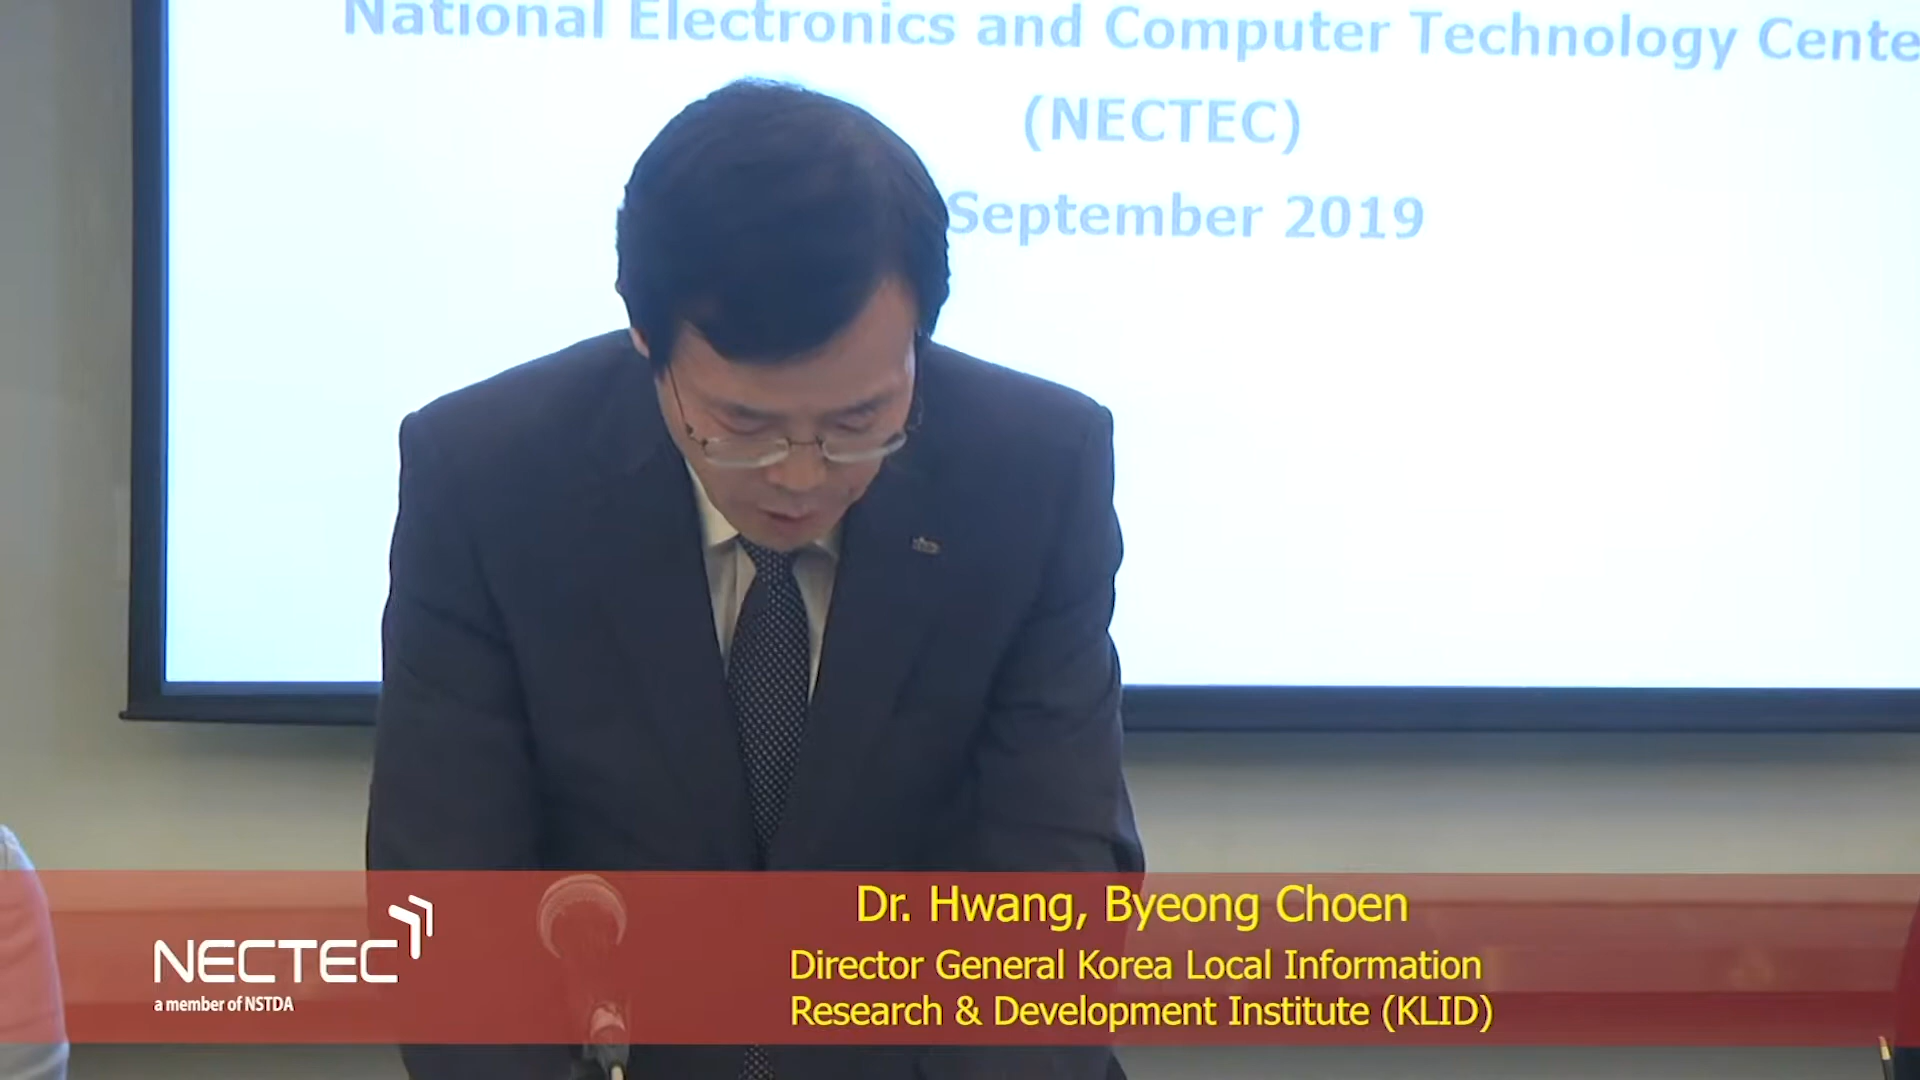 National Electronics and Computer Technology Cente
(NECTEC)
September 2019
Dr. Hwang, Byeong Choen
Director General Korea Local Information
Research & Development Institute (KLID)
NECTEC
a member of NSTDA